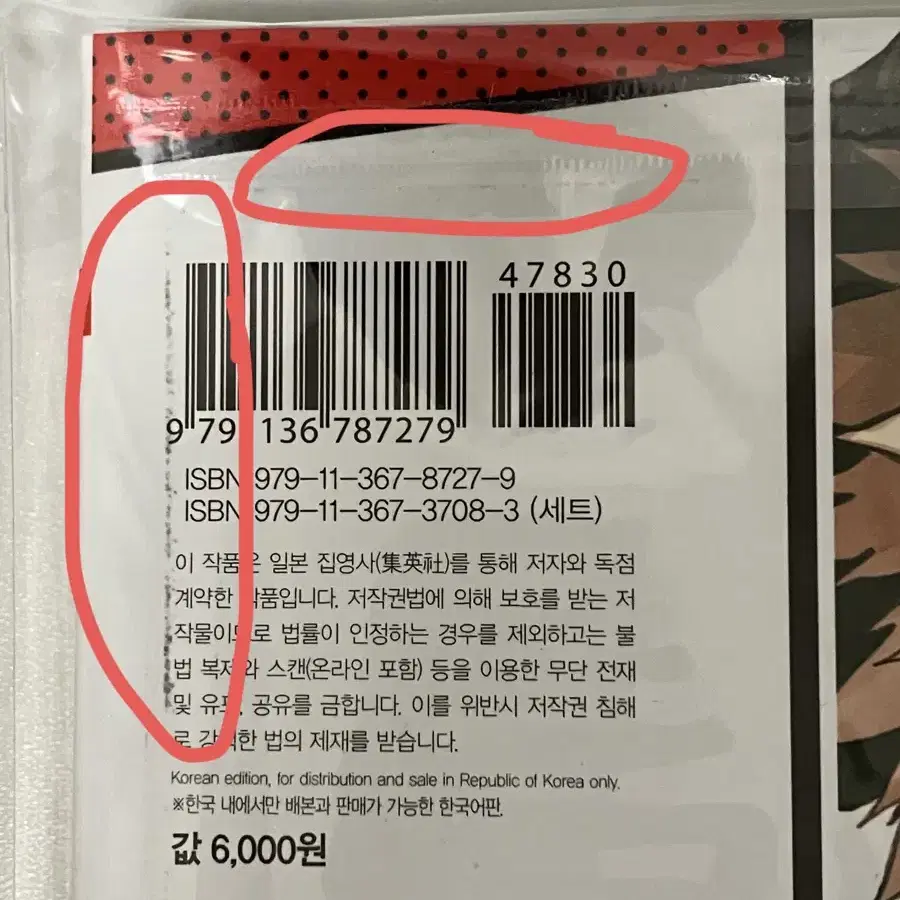 47830
9 791136 787279
ISBN 979-11-367-8727-9
ISBN 979-11-367-3708-3 (세트)
이 작품은 일본 집영사(集英社)를 통해 저자와 독점
계약한 작품입니다. 저작권법에 의해 보호를 받는 저
작물이므로 법률이 인정하는 경우를 제외하고는 불
법 복제와 스캔(온라인 포함) 등을 이용한 무단 전재
및 유포, 공유를 금합니다. 이를 위반시 저작권 침해
로 강력한 법의 제재를 받습니다.
Korean edition, for distribution and sale in Republic of Korea only.
※한국 내에서만 배본과 판매가 가능한 한국어판.
값 6,000원